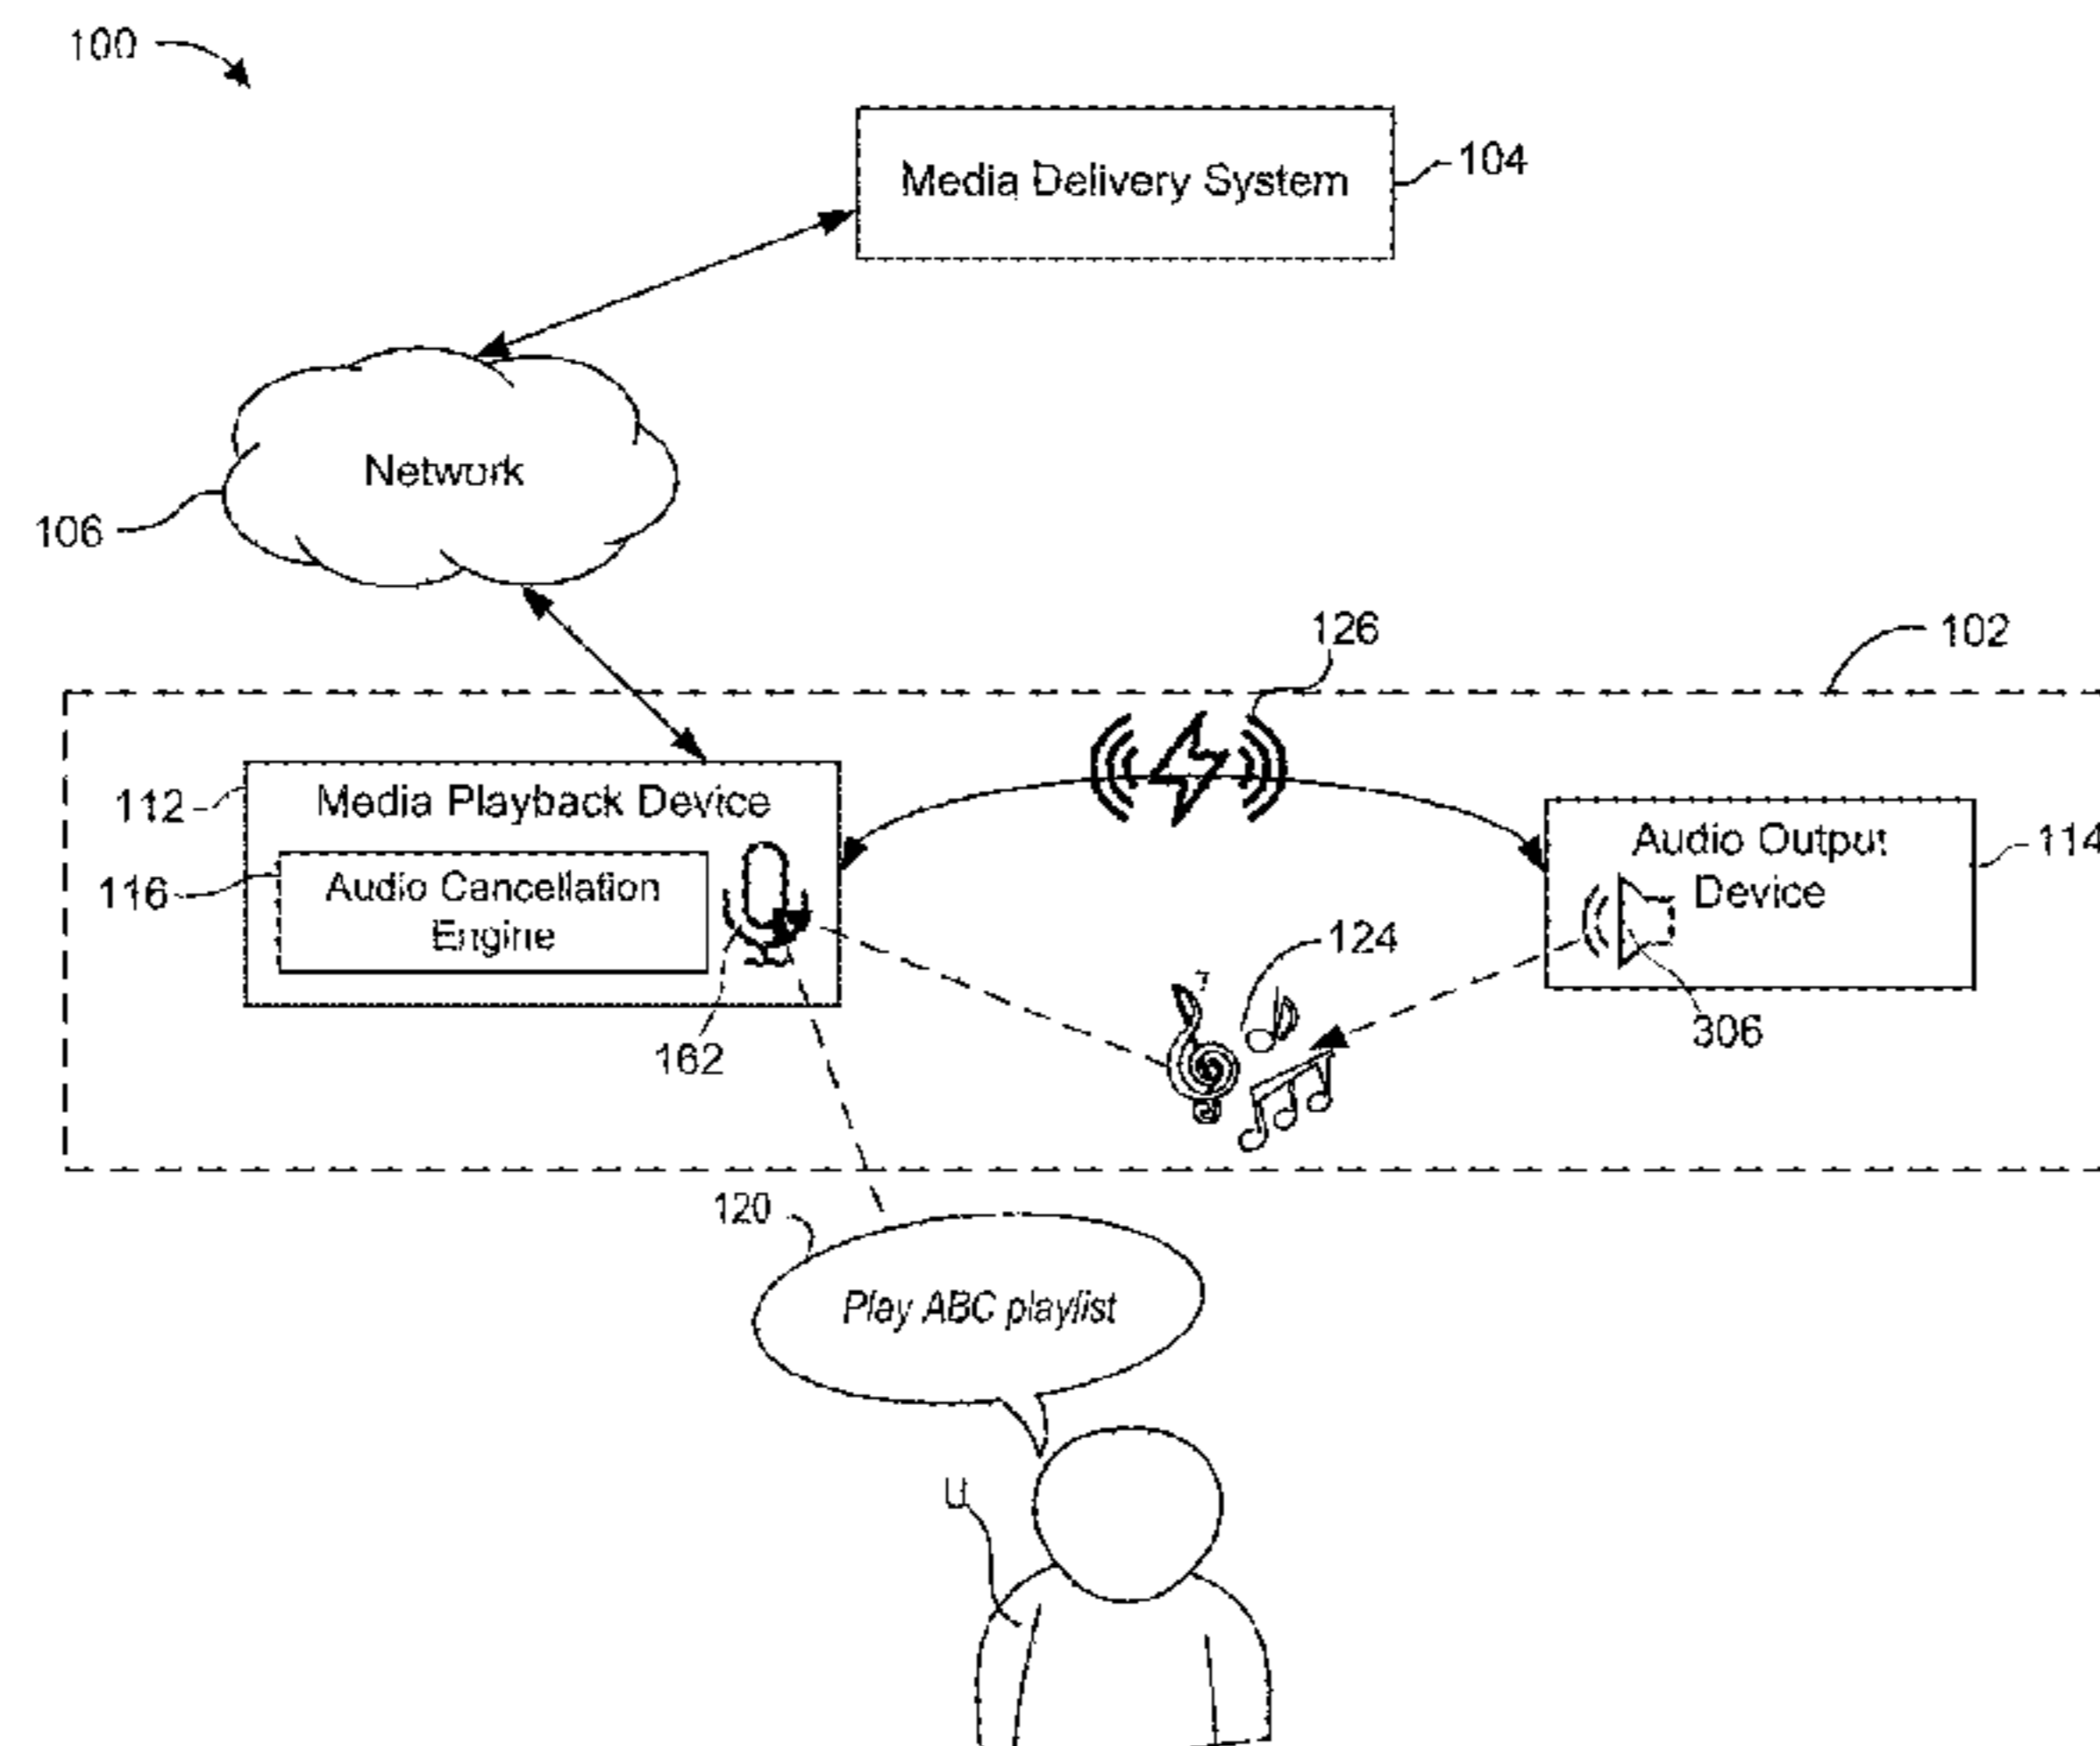 100
Media Delivery System
104
Network
106
126
102
112
Media Playback Device
116
Audio Cancellation
Engine
162
Audio Output
Device
114
124
306
120
Play ABC playlist
U